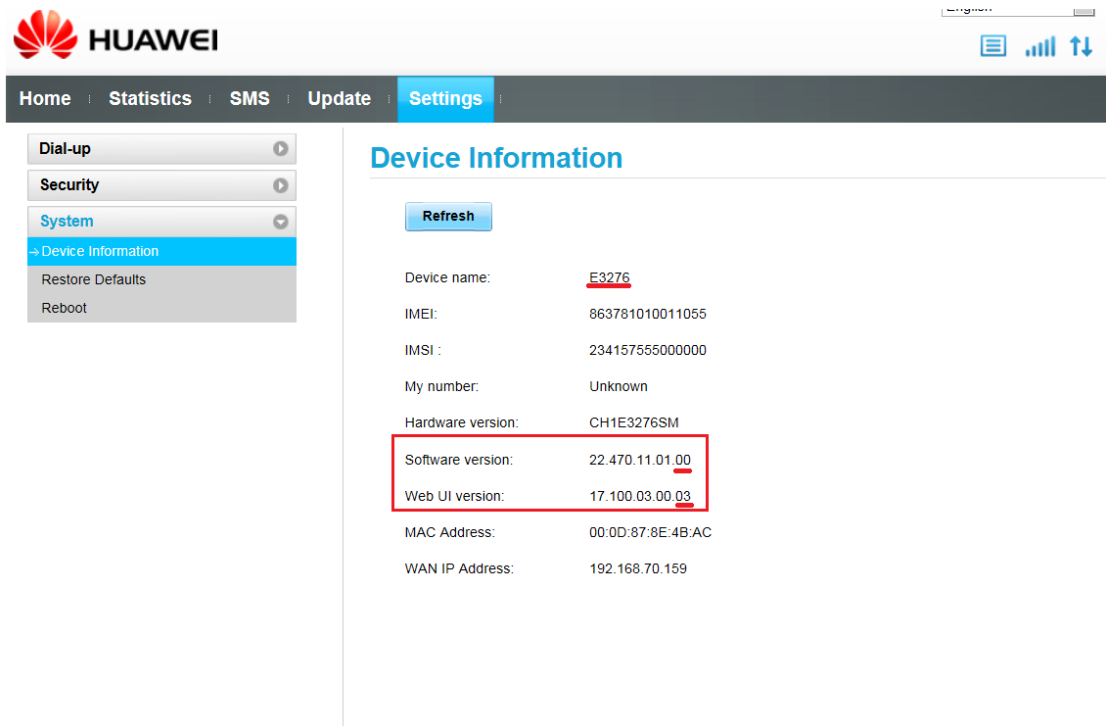 English
HUAWEI
Home Statistics SMS Update Settings
Dial-up
Security
System
Device Information
Restore Defaults
Reboot
Device Information
Refresh
Device name: E3276
IMEI: 863781010011055
IMSI : 234157555000000
My number: Unknown
Hardware version: CH1E3276SM
Software version: 22.470.11.01.00
Web UI version: 17.100.03.00.03
MAC Address: 00:0D:87:8E:4B:AC
WAN IP Address: 192.168.70.159